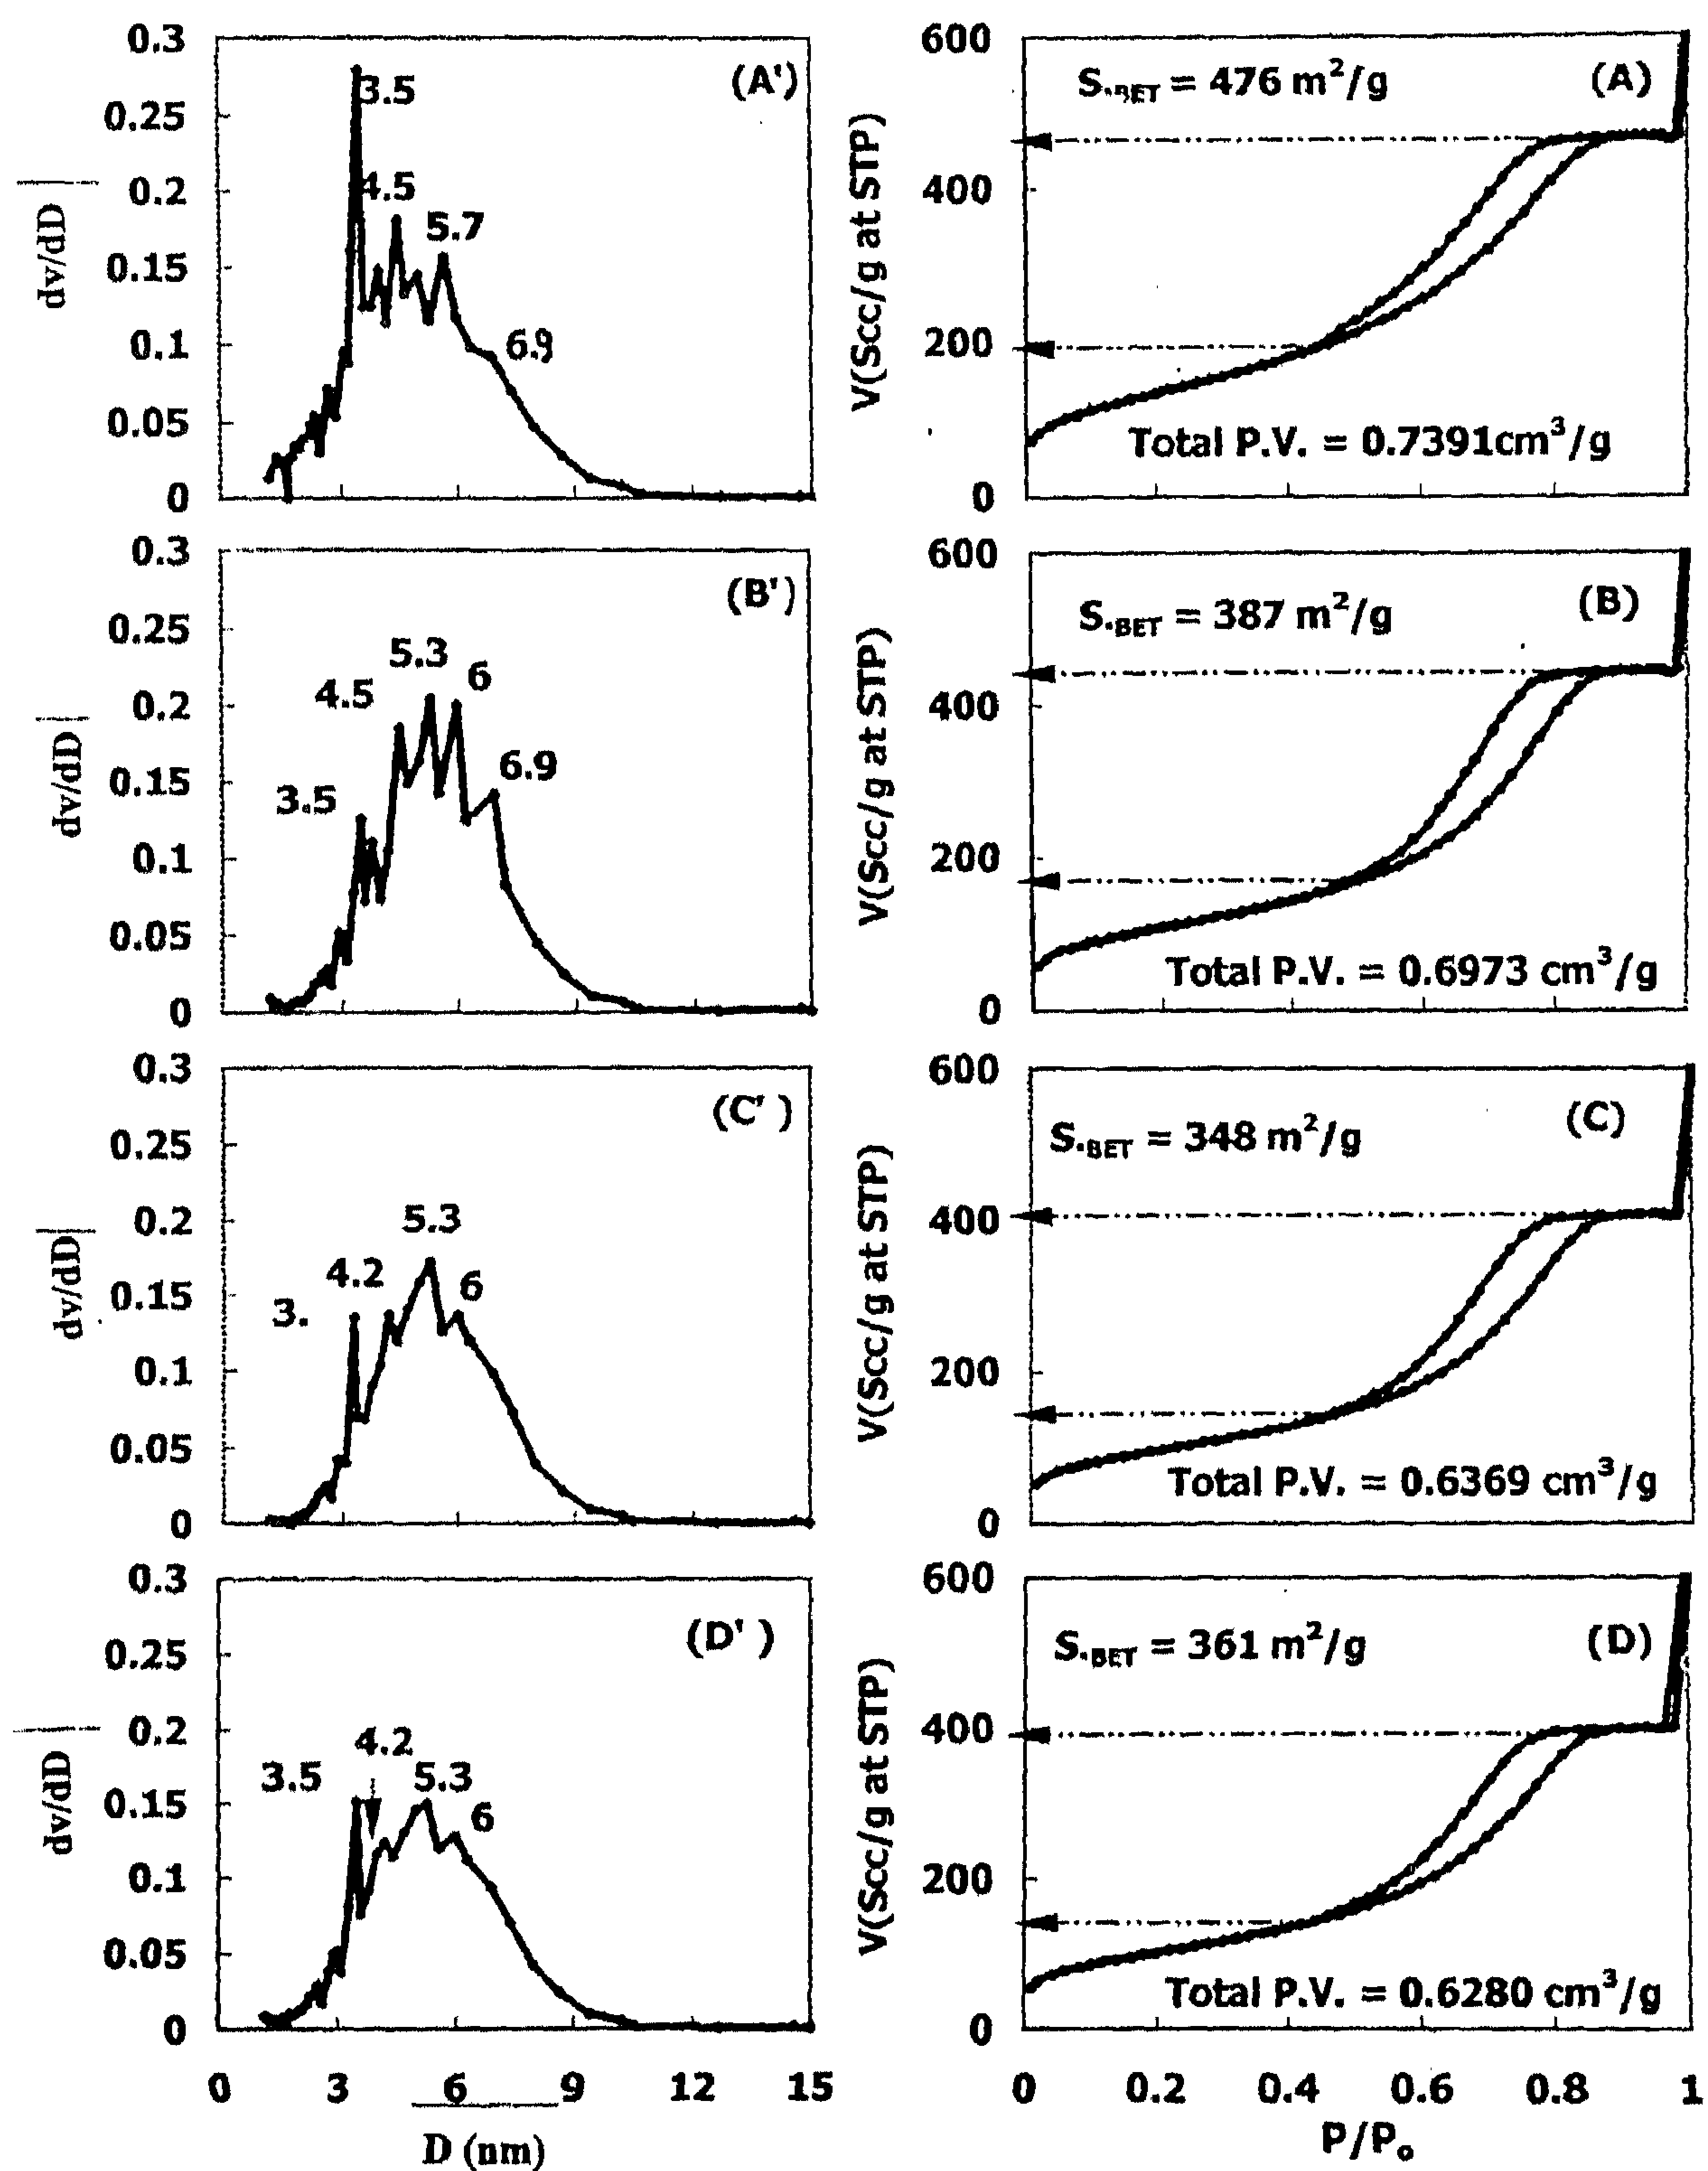 0.3
0.25
0.2
0.15
0.1
0.05
0
dv/dD
(A')
3.5
4.5
5.7
6.9
600
400
200
0
V(Scc/g at STP)
S.BET = 476 m²/g
(A)
Total P.V. = 0.7391cm³/g
0.3
0.25
0.2
0.15
0.1
0.05
0
dv/dD
(B')
3.5
4.5
5.3
6
6.9
600
400
200
0
V(Scc/g at STP)
S.BET = 387 m²/g
(B)
Total P.V. = 0.6973 cm³/g
0.3
0.25
0.2
0.15
0.1
0.05
0
dv/dD
(C' )
3.
4.2
5.3
6
600
400
200
0
V(Scc/g at STP)
S.BET = 348 m²/g
(C)
Total P.V. = 0.6369 cm³/g
0.3
0.25
0.2
0.15
0.1
0.05
0
dv/dD
(D' )
3.5
4.2
5.3
6
0 3 6 9 12 15
D (nm)
600
400
200
0
V(Scc/g at STP)
S.BET = 361 m²/g
(D)
Total P.V. = 0.6280 cm³/g
0 0.2 0.4 0.6 0.8 1
P/Po